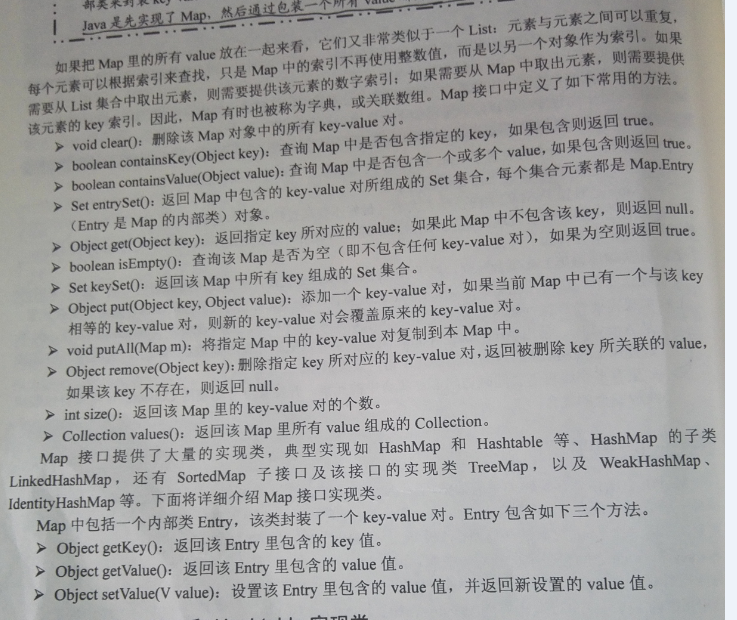 Java 是先实现了 Map，然后通过包装一个所有
如果把 Map 里的所有 value 放在一起来看，它们又非常类似于一个 List：元素与元素之间可以重复，
每个元素可以根据索引来查找，只是 Map 中的索引不再使用整数值，而是以另一个对象作为索引。如果
需要从 List 集合中取出元素，则需要提供该元素的数字索引；如果需要从 Map 中取出元素，则需要提供
该元素的 key 索引。因此，Map 有时也被称为字典，或关联数组。Map 接口中定义了如下常用的方法。
➢ void clear()：删除该 Map 对象中的所有 key-value 对。
➢ boolean containsKey(Object key)：查询 Map 中是否包含指定的 key，如果包含则返回 true。
➢ boolean containsValue(Object value)：查询 Map 中是否包含一个或多个 value，如果包含则返回 true。
➢ Set entrySet()：返回 Map 中包含的 key-value 对所组成的 Set 集合，每个集合元素都是 Map.Entry
（Entry 是 Map 的内部类）对象。
➢ Object get(Object key)：返回指定 key 所对应的 value；如果此 Map 中不包含该 key，则返回 null。
➢ boolean isEmpty()：查询该 Map 是否为空（即不包含任何 key-value 对），如果为空则返回 true。
➢ Set keySet()：返回该 Map 中所有 key 组成的 Set 集合。
➢ Object put(Object key, Object value)：添加一个 key-value 对，如果当前 Map 中已有一个与该 key
相等的 key-value 对，则新的 key-value 对会覆盖原来的 key-value 对。
➢ void putAll(Map m)：将指定 Map 中的 key-value 对复制到本 Map 中。
➢ Object remove(Object key)：删除指定 key 所对应的 key-value 对，返回被删除 key 所关联的 value，
如果该 key 不存在，则返回 null。
➢ int size()：返回该 Map 里的 key-value 对的个数。
➢ Collection values()：返回该 Map 里所有 value 组成的 Collection。
Map 接口提供了大量的实现类，典型实现如 HashMap 和 Hashtable 等、HashMap 的子类
LinkedHashMap，还有 SortedMap 子接口及该接口的实现类 TreeMap，以及 WeakHashMap、
IdentityHashMap 等。下面将详细介绍 Map 接口实现类。
Map 中包括一个内部类 Entry，该类封装了一个 key-value 对。Entry 包含如下三个方法。
➢ Object getKey()：返回该 Entry 里包含的 key 值。
➢ Object getValue()：返回该 Entry 里包含的 value 值。
➢ Object setValue(V value)：设置该 Entry 里包含的 value 值，并返回新设置的 value 值。